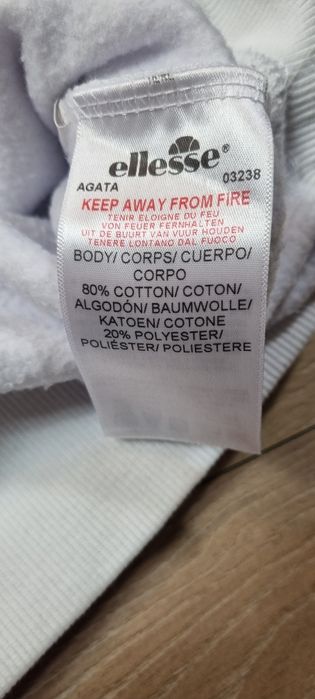 ellesse®
AGATA 03238
KEEP AWAY FROM FIRE
TENIR ELOIGNE DU FEU
VON FEUER FERNHALTEN
UIT DE BUURT VAN VUUR HOUDEN
TENERE LONTANO DAL FUOCO
BODY/ CORPS/ CUERPO/
CORPO
80% COTTON/ COTON/
ALGODÓN/ BAUMWOLLE/
KATOEN/ COTONE
20% POLYESTER/
POLIÉSTER/ POLIESTERE